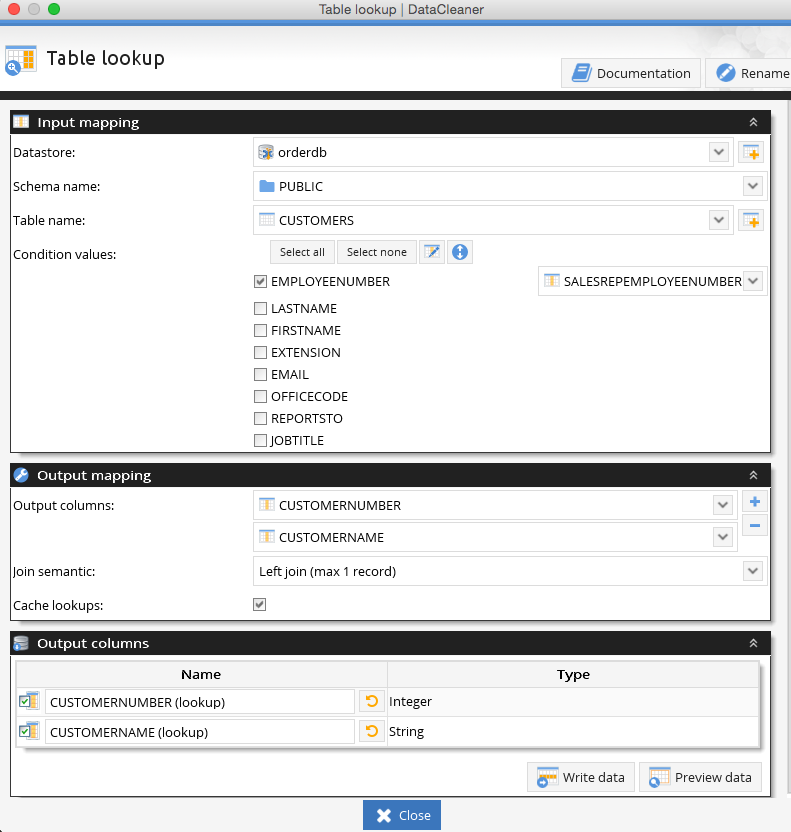 Table lookup | DataCleaner
Table lookup
Documentation
Rename
Input mapping
Datastore: orderdb
Schema name: PUBLIC
Table name: CUSTOMERS
Condition values: Select all Select none
EMPLOYEENUMBER SALESREPEMPLOYEENUMBER
LASTNAME
FIRSTNAME
EXTENSION
EMAIL
OFFICECODE
REPORTSTO
JOBTITLE
Output mapping
Output columns: CUSTOMERNUMBER
CUSTOMERNAME
Join semantic: Left join (max 1 record)
Cache lookups:
Output columns
Name Type
CUSTOMERNUMBER (lookup) Integer
CUSTOMERNAME (lookup) String
Write data Preview data
Close